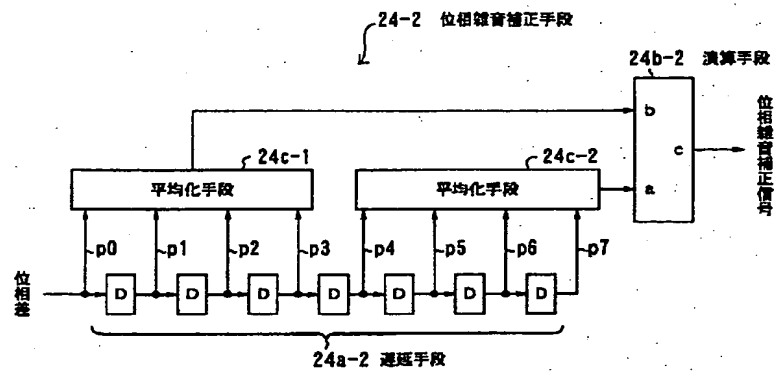 24-2 位相雑音補正手段
24b-2 演算手段
b
c
a
位相雑音補正信号
24c-1
平均化手段
24c-2
平均化手段
p0
p1
p2
p3
p4
p5
p6
p7
位相差
D
D
D
D
D
D
D
24a-2 遅延手段